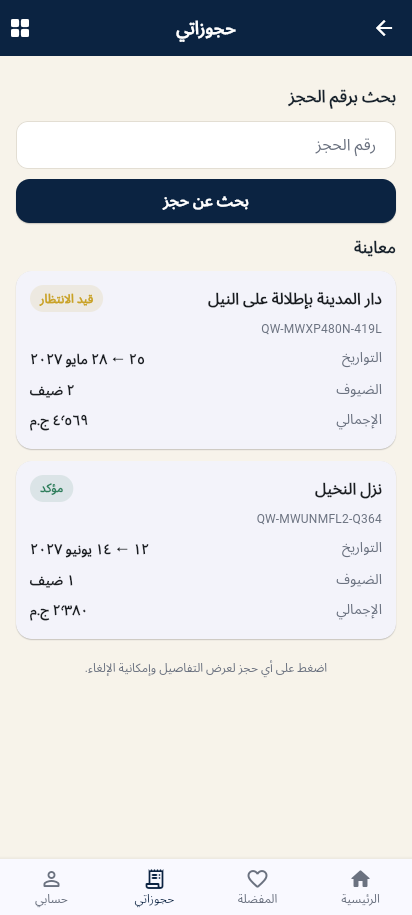 حجوزاتي
بحث برقم الحجز
رقم الحجز
بحث عن حجز
معاينة
دار المدينة بإطلالة على النيل
قيد الانتظار
QW-MWXP480N-419L
التواريخ
٢٥ ← ٢٨ مايو ٢٠٢٧
الضيوف
٢ ضيف
الإجمالي
٤٬٥٦٩ ج.م
نزل النخيل
مؤكد
QW-MWUNMFL2-Q364
التواريخ
١٢ ← ١٤ يونيو ٢٠٢٧
الضيوف
١ ضيف
الإجمالي
٢٬٣٨٠ ج.م
اضغط على أي حجز لعرض التفاصيل وإمكانية الإلغاء.
الرئيسية
المفضلة
حجوزاتي
حسابي